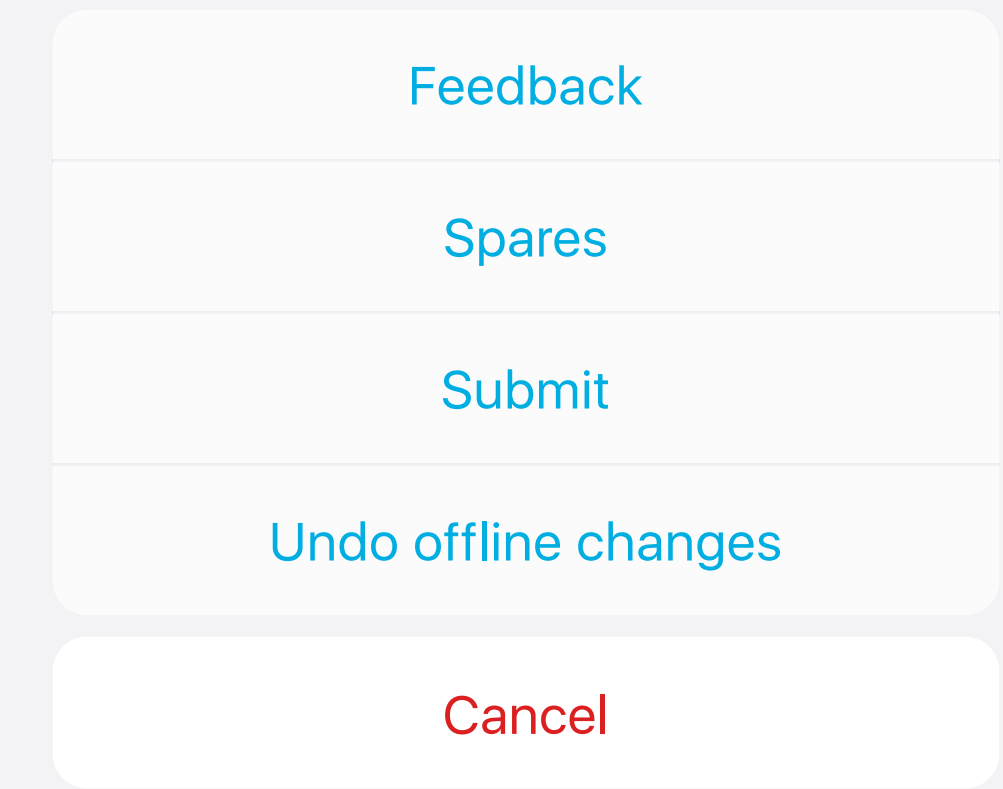 Feedback
Spares
Submit
Undo offline changes
Cancel